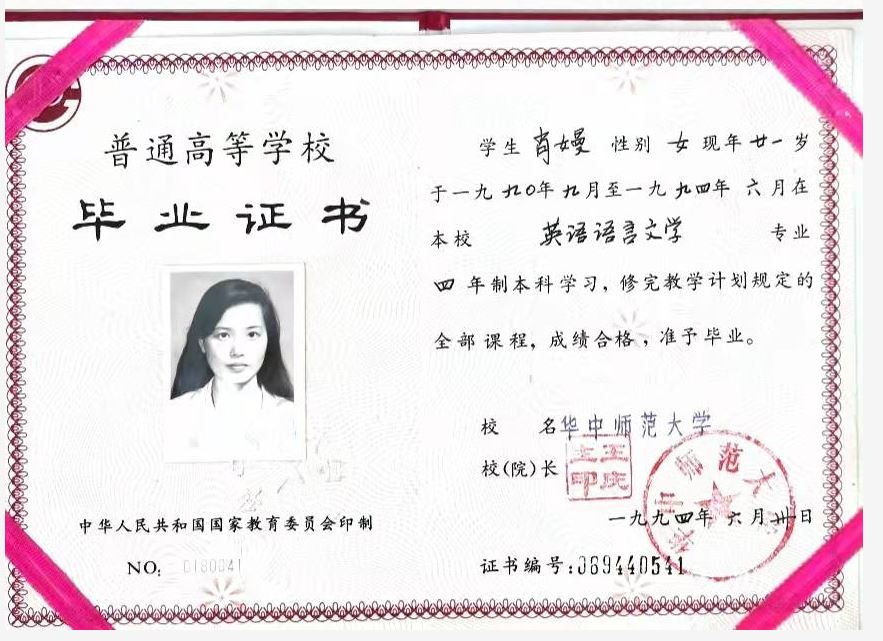 普通高等学校
毕业证书
中华人民共和国国家教育委员会印制
NO: 0180041
学生 肖嫚 性别 女 现年廿一岁
于一九九〇年九月至一九九四年 六月在
本校 英语语言文学 专业
四 年制本科学习，修完教学计划规定的
全部课程，成绩合格，准予毕业。
校 名 华中师范大学
校(院)长
一九九四年 六月卅日
证书编号:069440541